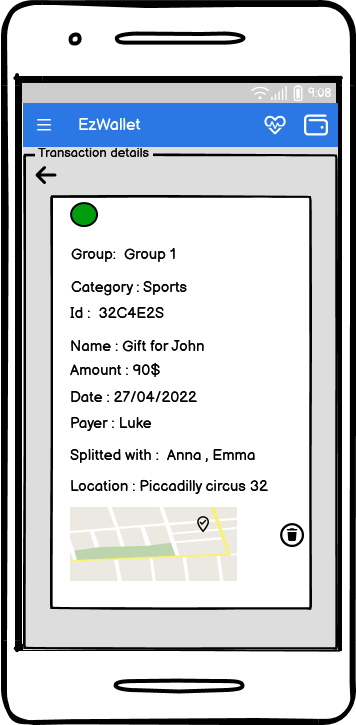 9:08
EzWallet
Transaction details
Group: Group 1
Category : Sports
Id : 32C4E2S
Name : Gift for John
Amount : 90$
Date : 27/04/2022
Payer : Luke
Splitted with : Anna , Emma
Location : Piccadilly circus 32